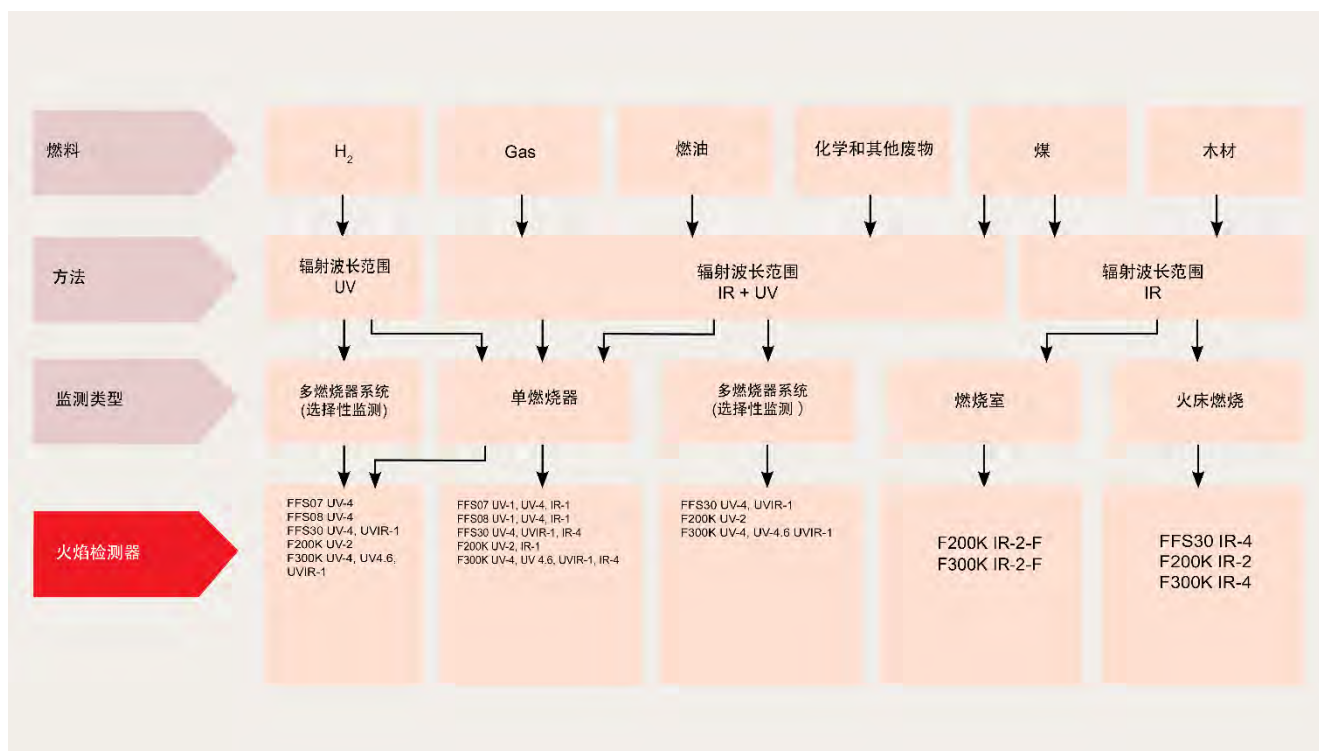 燃料
H₂
Gas
燃油
化学和其他废物
煤
木材
方法
辐射波长范围
UV
辐射波长范围
IR + UV
辐射波长范围
IR
监测类型
多燃烧器系统
(选择性监测)
单燃烧器
多燃烧器系统
(选择性监测 )
燃烧室
火床燃烧
火焰检测器
FFS07 UV-4
FFS08 UV-4
FFS30 UV-4, UVIR-1
F200K UV-2
F300K UV-4, UV4.6,
UVIR-1
FFS07 UV-1, UV-4, IR-1
FFS08 UV-1, UV-4, IR-1
FFS30 UV-4, UVIR-1, IR-4
F200K UV-2, IR-1
F300K UV-4, UV 4.6, UVIR-1, IR-4
FFS30 UV-4, UVIR-1
F200K UV-2
F300K UV-4, UV-4.6 UVIR-1
F200K IR-2-F
F300K IR-2-F
FFS30 IR-4
F200K IR-2
F300K IR-4